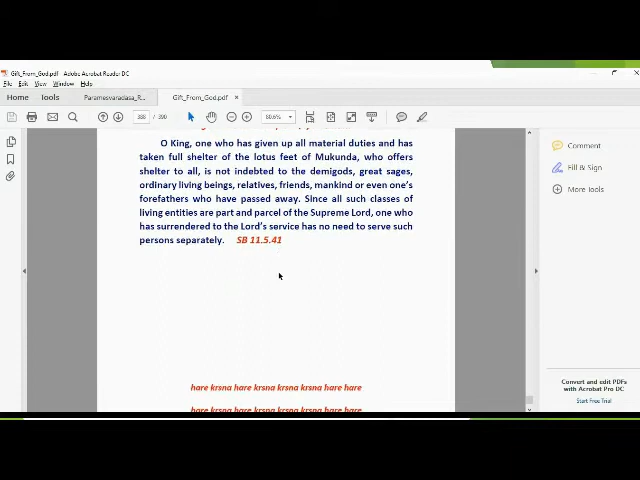 Gift_From_God.pdf - Adobe Acrobat Reader DC
File Edit View Window Help
Home Tools Paramesvaradasa_R... Gift_From_God.pdf ×
388 / 390 80.6%
O King, one who has given up all material duties and has
taken full shelter of the lotus feet of Mukunda, who offers
shelter to all, is not indebted to the demigods, great sages,
ordinary living beings, relatives, friends, mankind or even one's
forefathers who have passed away. Since all such classes of
living entities are part and parcel of the Supreme Lord, one who
has surrendered to the Lord's service has no need to serve such
persons separately. SB 11.5.41
hare krsna hare krsna krsna krsna hare hare
hare krsna hare krsna krsna krsna hare hare
Comment
Fill & Sign
More Tools
Convert and edit PDFs
with Acrobat Pro DC
Start Free Trial